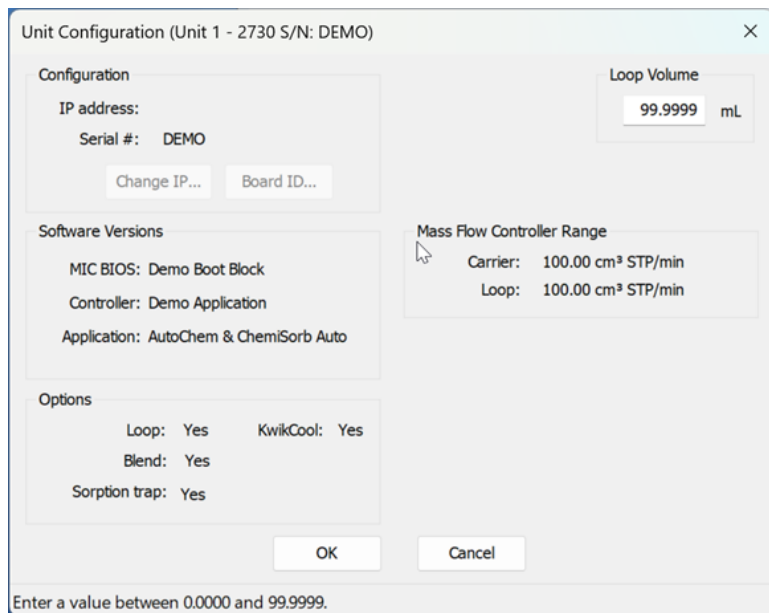 Unit Configuration (Unit 1 - 2730 S/N: DEMO)
Configuration
IP address:
Serial #: DEMO
Change IP...
Board ID...
Loop Volume
99.9999 mL
Software Versions
MIC BIOS: Demo Boot Block
Controller: Demo Application
Application: AutoChem & ChemiSorb Auto
Mass Flow Controller Range
Carrier: 100.00 cm³ STP/min
Loop: 100.00 cm³ STP/min
Options
Loop: Yes KwikCool: Yes
Blend: Yes
Sorption trap: Yes
OK Cancel
Enter a value between 0.0000 and 99.9999.